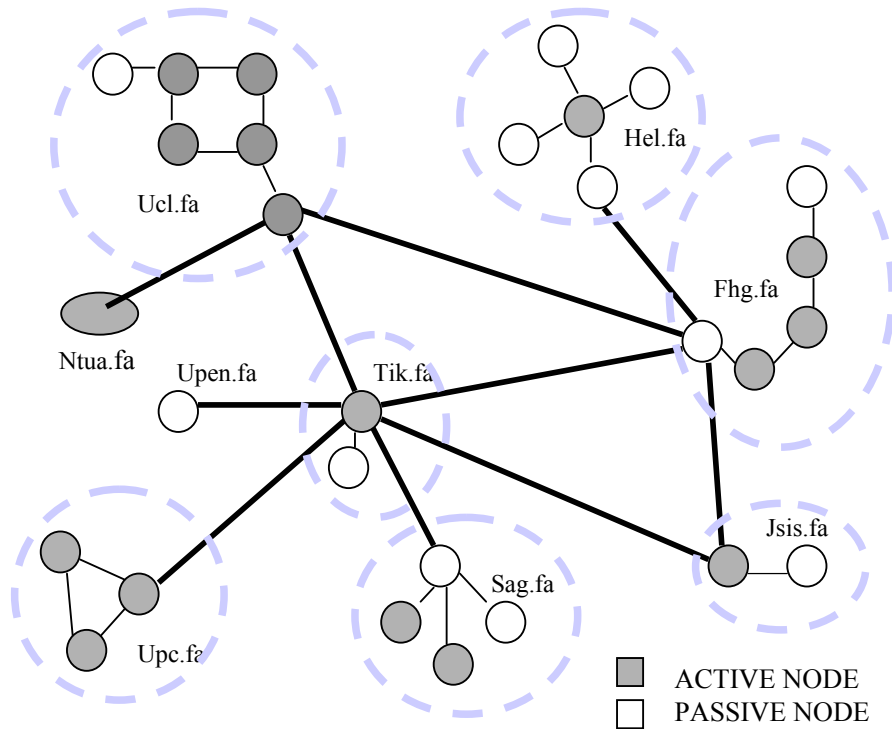 Hel.fa
Ucl.fa
Fhg.fa
Ntua.fa
Upen.fa
Tik.fa
Jsis.fa
Sag.fa
Upc.fa
ACTIVE NODE
PASSIVE NODE